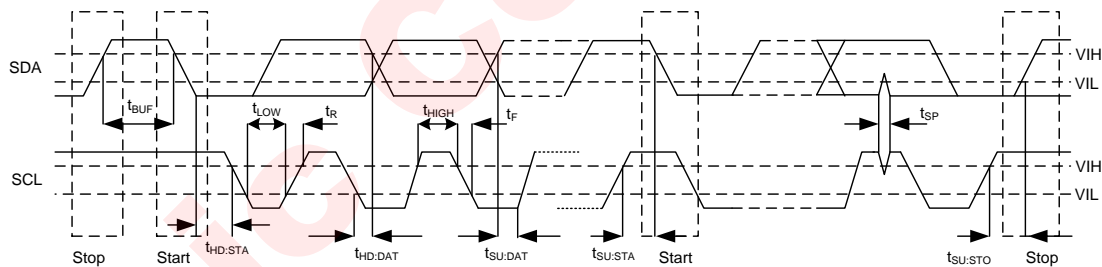 SDA
VIH
VIL
tBUF
tLOW
tR
tHIGH
tF
tSP
SCL
VIH
VIL
tHD:STA
tHD:DAT
tSU:DAT
tSU:STA
tSU:STO
Stop
Start
Start
Stop